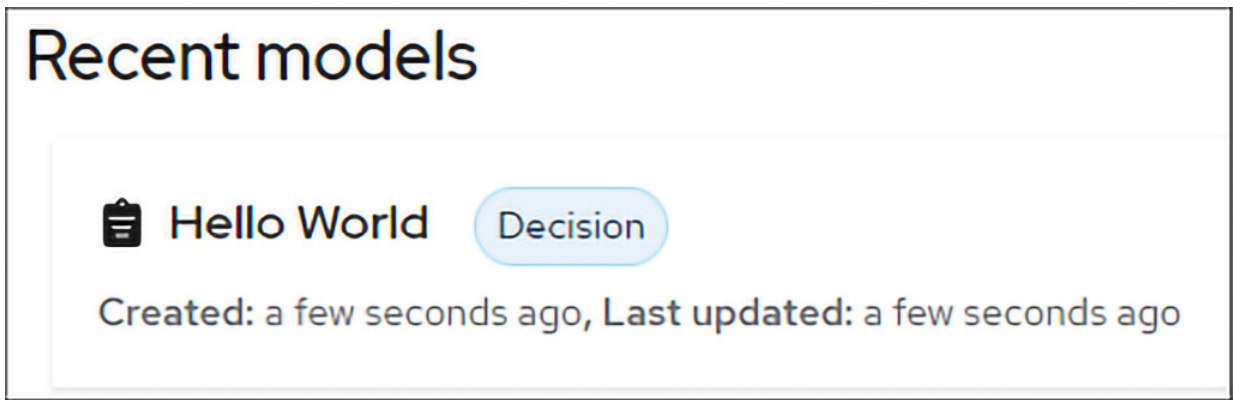 Recent models
Hello World Decision
Created: a few seconds ago, Last updated: a few seconds ago